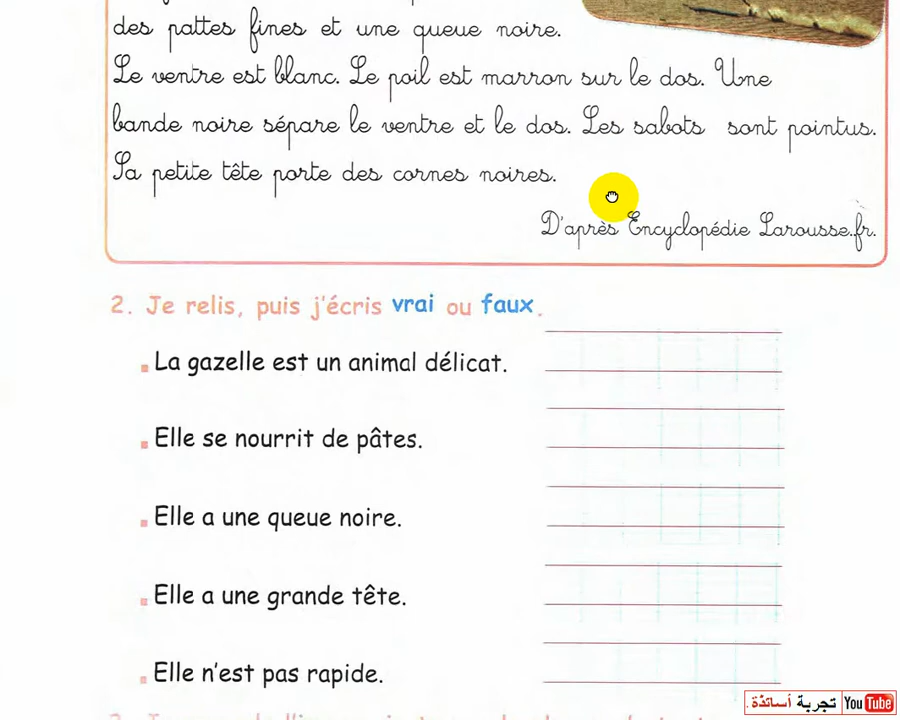 des pattes fines et une queue noire.
Le ventre est blanc. Le poil est marron sur le dos. Une
bande noire sépare le ventre et le dos. Les sabots sont pointus.
Sa petite tête porte des cornes noires.
D'après Encyclopédie Larousse.fr.
2. Je relis, puis j'écris vrai ou faux.
La gazelle est un animal délicat.
Elle se nourrit de pâtes.
Elle a une queue noire.
Elle a une grande tête.
Elle n'est pas rapide.
تجربة أساتذة. YouTube